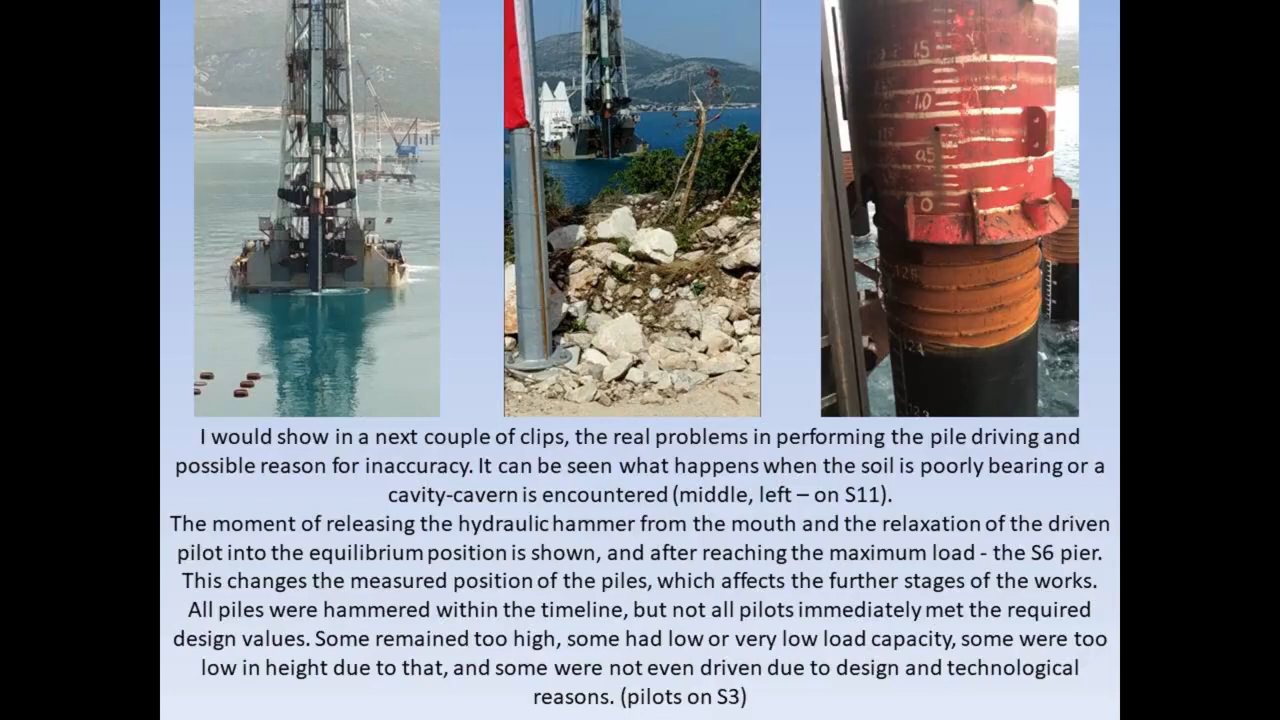 1.5
1.0
0.5
0
I would show in a next couple of clips, the real problems in performing the pile driving and
possible reason for inaccuracy. It can be seen what happens when the soil is poorly bearing or a
cavity-cavern is encountered (middle, left – on S11).
The moment of releasing the hydraulic hammer from the mouth and the relaxation of the driven
pilot into the equilibrium position is shown, and after reaching the maximum load - the S6 pier.
This changes the measured position of the piles, which affects the further stages of the works.
All piles were hammered within the timeline, but not all pilots immediately met the required
design values. Some remained too high, some had low or very low load capacity, some were too
low in height due to that, and some were not even driven due to design and technological
reasons. (pilots on S3)